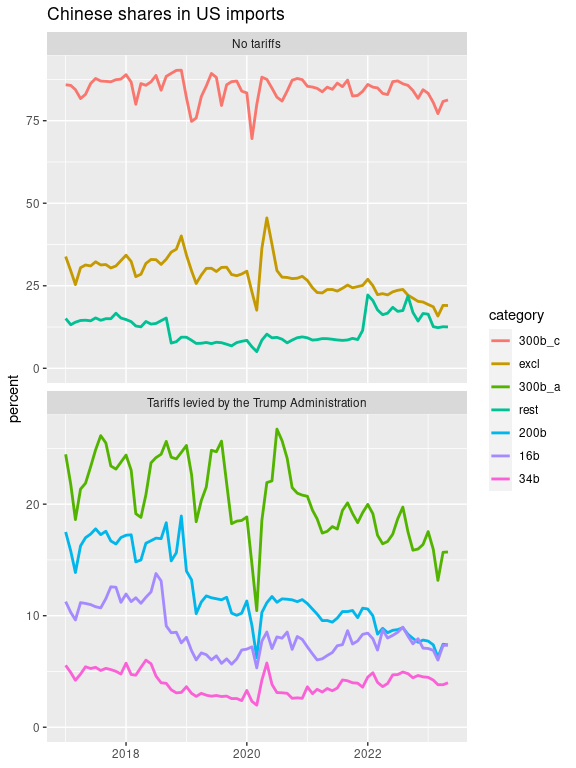 Chinese shares in US imports
No tariffs
75
50
25
0
percent
Tariffs levied by the Trump Administration
20
10
0
2018
2020
2022
category
300b_c
excl
300b_a
rest
200b
16b
34b